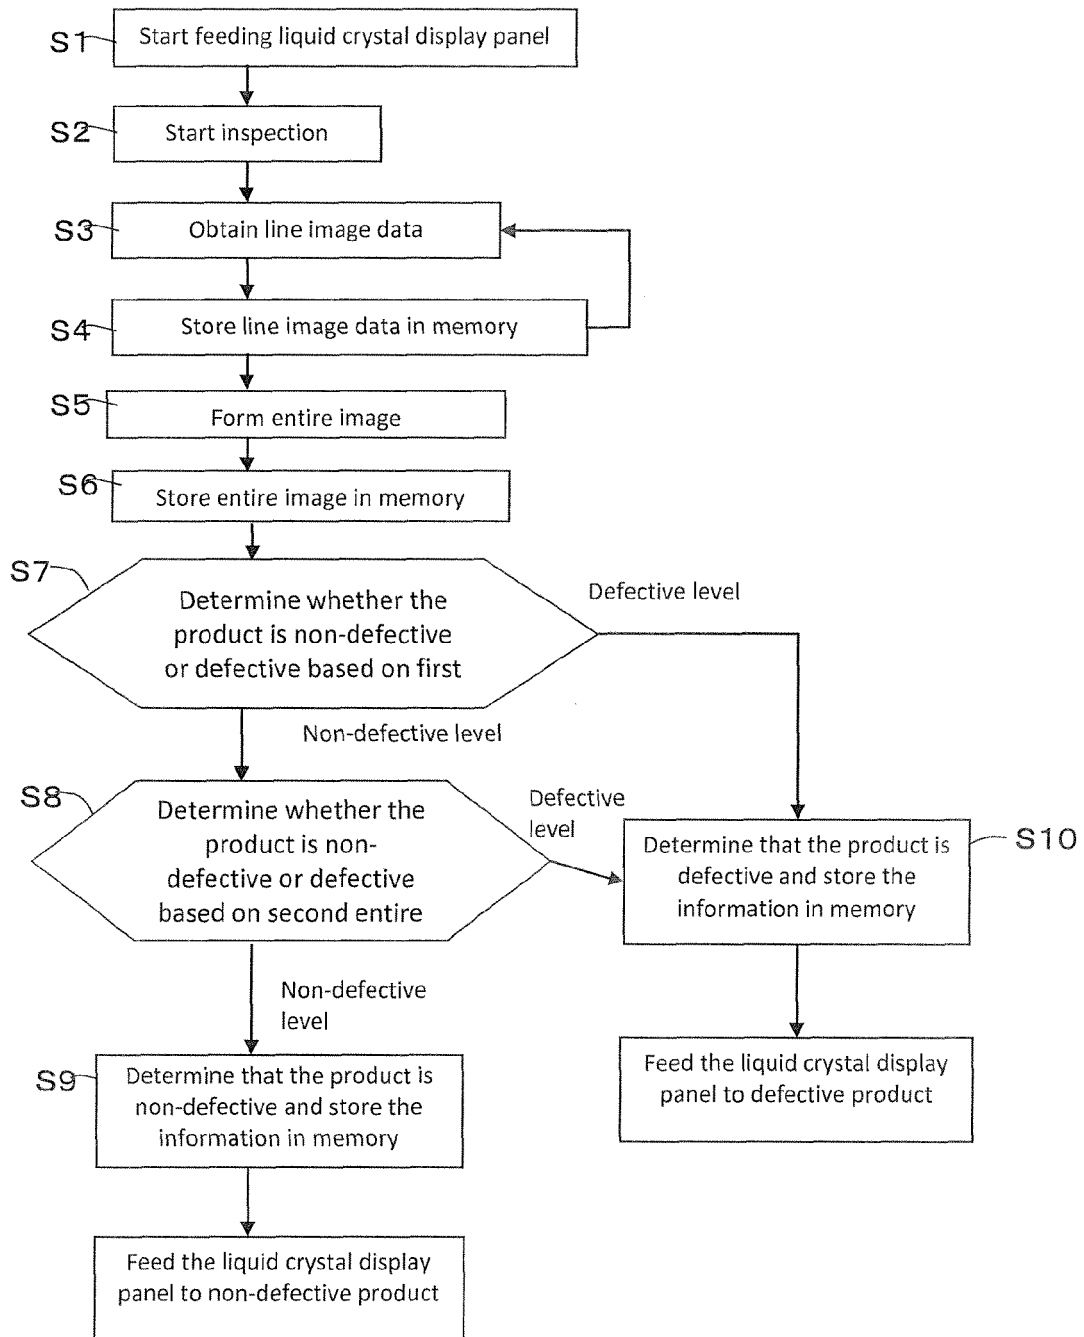 S1
Start feeding liquid crystal display panel
S2
Start inspection
S3
Obtain line image data
S4
Store line image data in memory
S5
Form entire image
S6
Store entire image in memory
S7
Determine whether the
product is non-defective
or defective based on first
Defective level
Non-defective level
S8
Determine whether the
product is non-
defective or defective
based on second entire
Defective
level
S10
Determine that the product is
defective and store the
information in memory
Non-defective
level
S9
Determine that the product is
non-defective and store the
information in memory
Feed the liquid crystal display
panel to defective product
Feed the liquid crystal display
panel to non-defective product